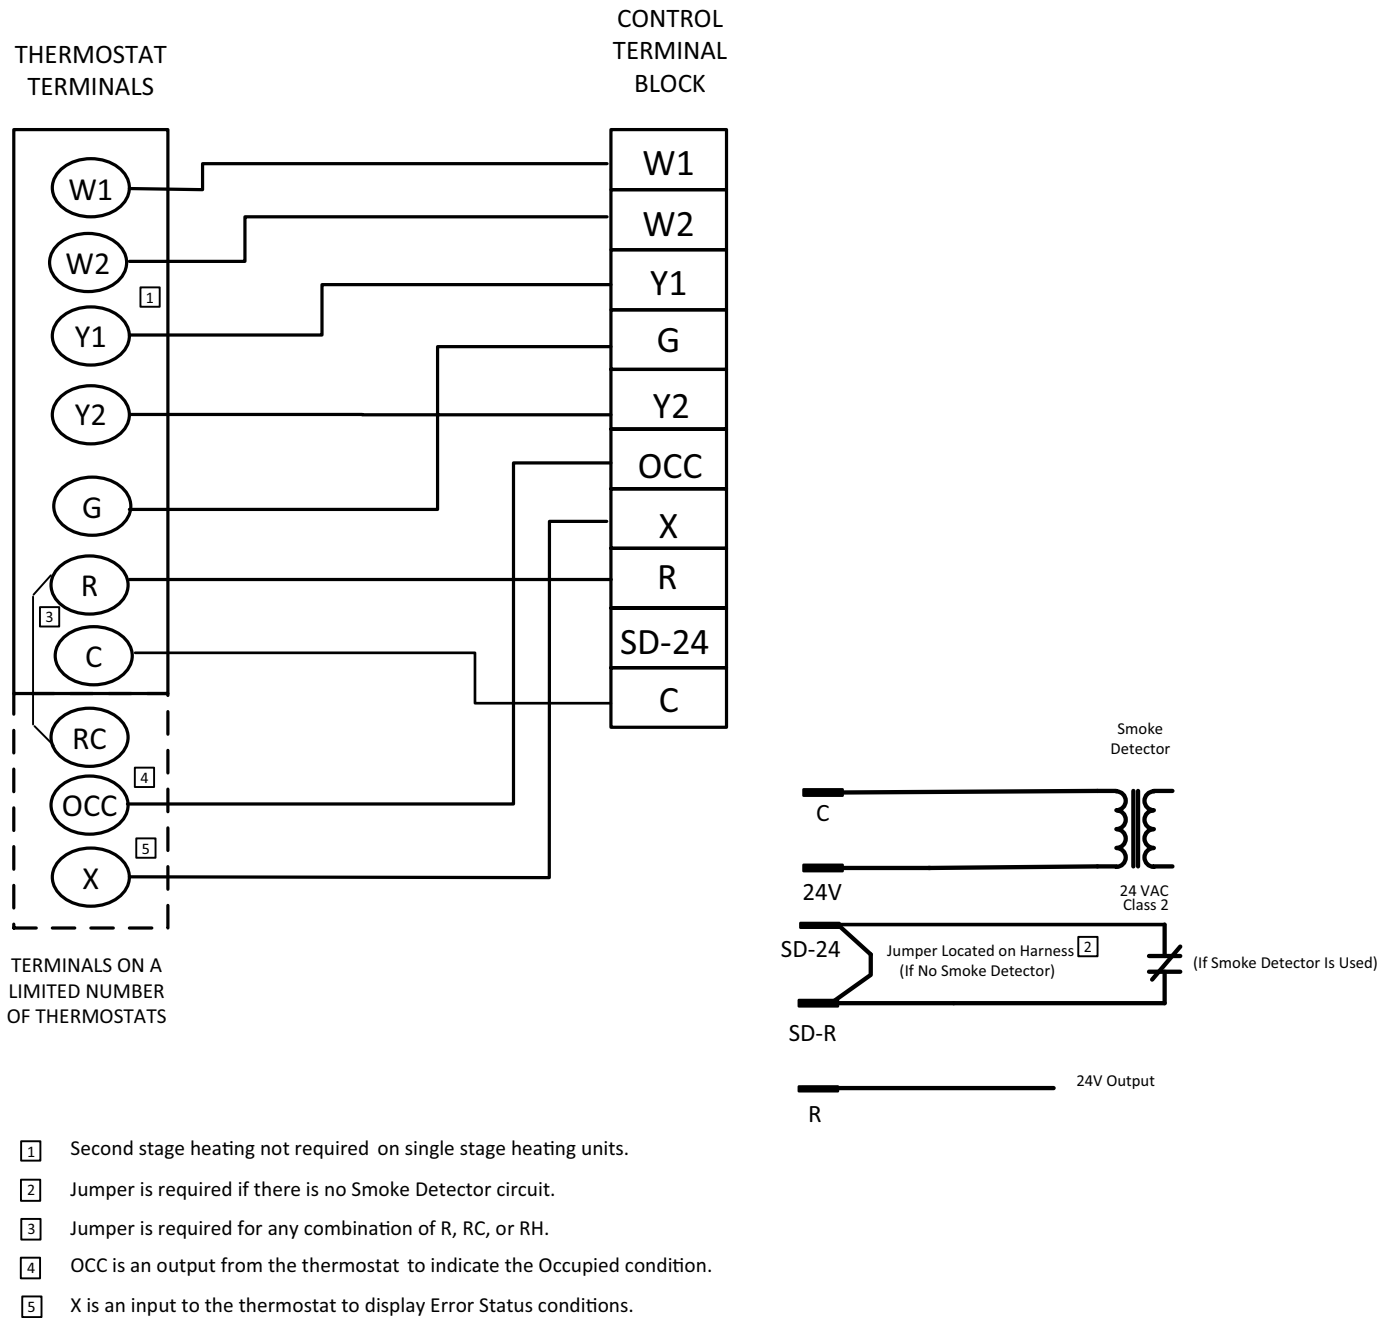 THERMOSTAT
TERMINALS
CONTROL
TERMINAL
BLOCK
W1
W2
1
Y1
Y2
G
R
3
C
RC
4
OCC
5
X
TERMINALS ON A
LIMITED NUMBER
OF THERMOSTATS
W1
W2
Y1
G
Y2
OCC
X
R
SD-24
C
Smoke
Detector
C
24V
24 VAC
Class 2
SD-24
Jumper Located on Harness 2
(If No Smoke Detector)
(If Smoke Detector Is Used)
SD-R
24V Output
R
1 Second stage heating not required on single stage heating units.
2 Jumper is required if there is no Smoke Detector circuit.
3 Jumper is required for any combination of R, RC, or RH.
4 OCC is an output from the thermostat to indicate the Occupied condition.
5 X is an input to the thermostat to display Error Status conditions.